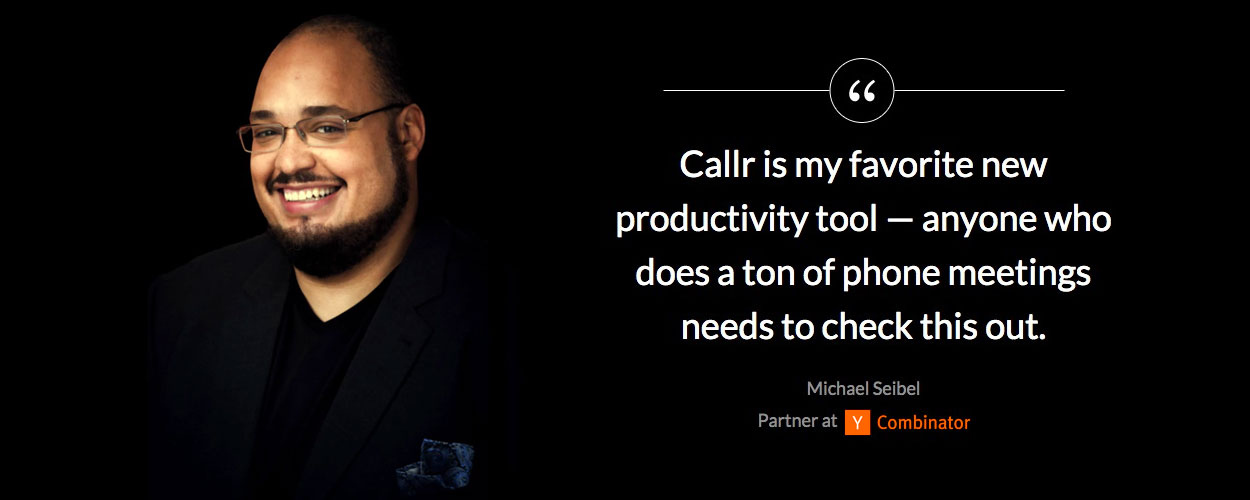 “
Callr is my favorite new
productivity tool — anyone who
does a ton of phone meetings
needs to check this out.
Michael Seibel
Partner at Y Combinator